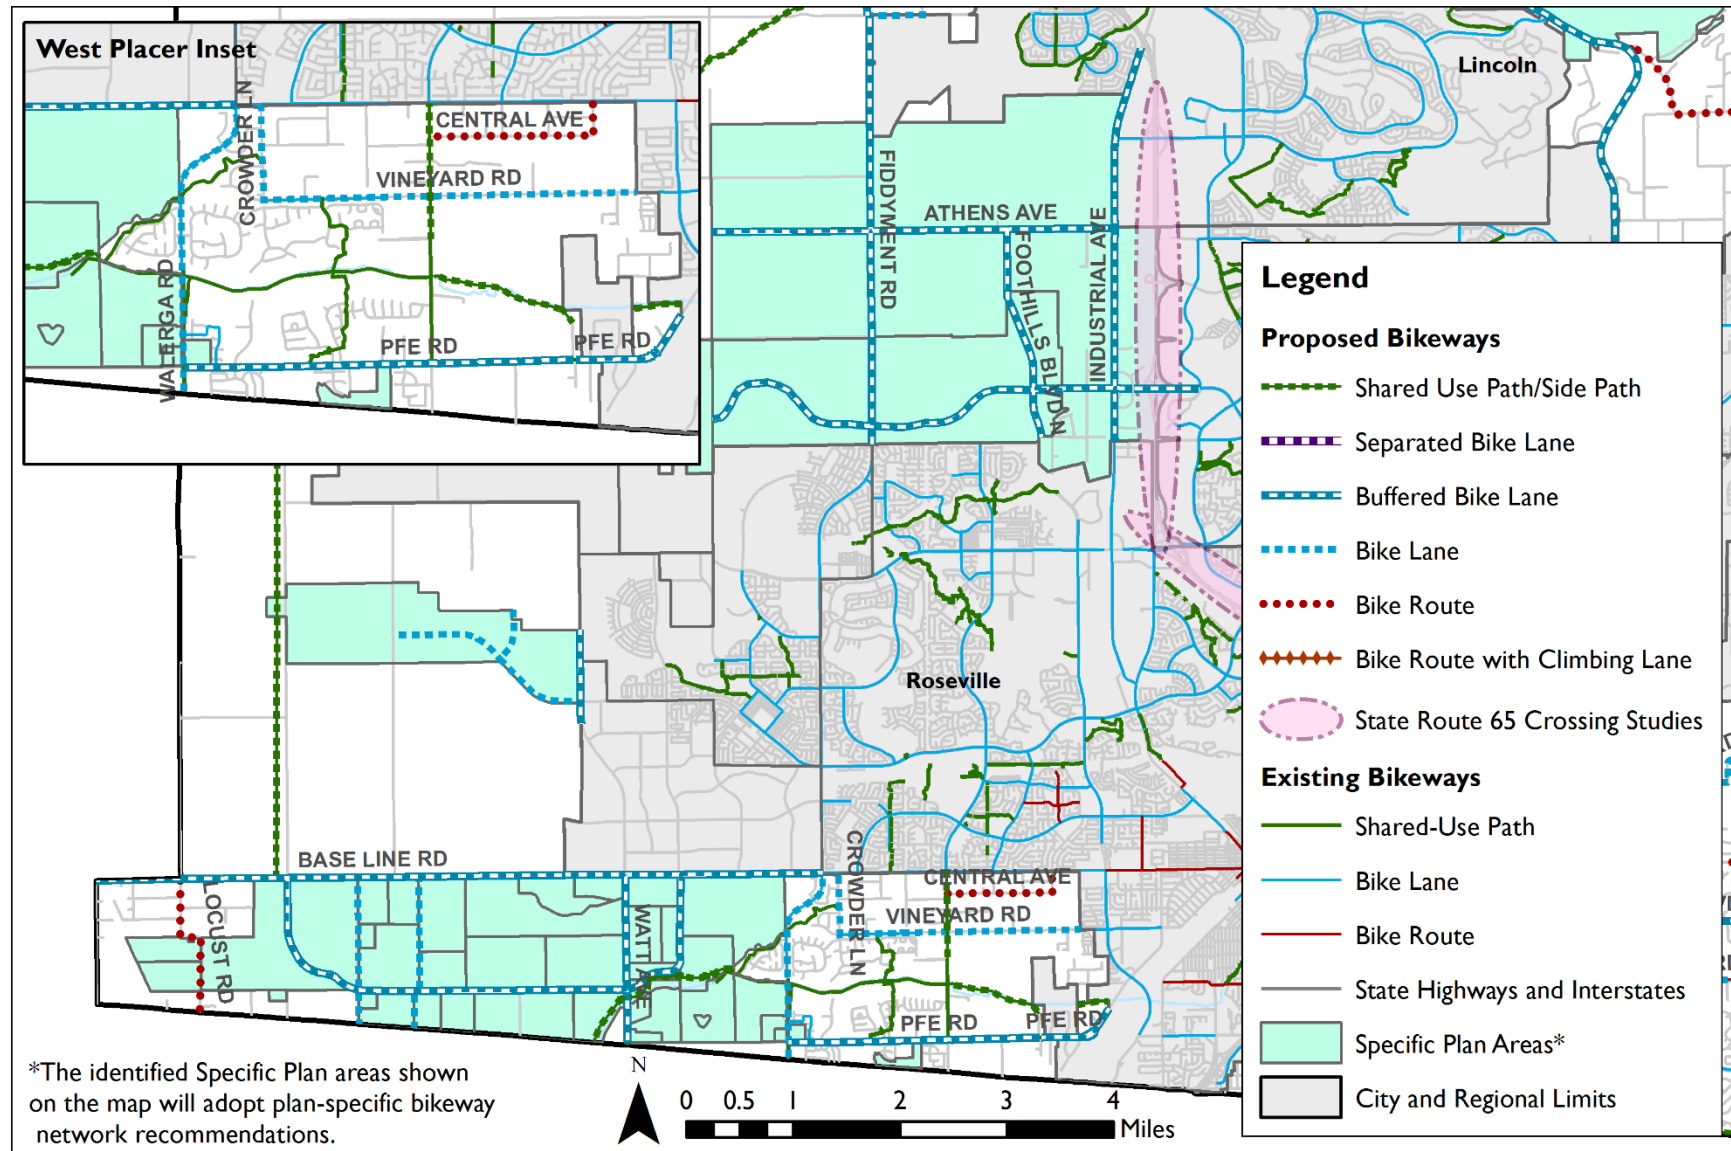 West Placer Inset
CROWDER LN
CENTRAL AVE
VINEYARD RD
WATERGARD
PFE RD
PFE RD
Lincoln
FIDDYMENT RD
ATHENS AVE
FOOTHILLS BLVD N
INDUSTRIAL AVE
Roseville
BASE LINE RD
LOCUST RD
WATT AVE
CROWDER LN
CENTRAL AVE
VINEYARD RD
PFE RD
PFE RD
Legend
Proposed Bikeways
Shared Use Path/Side Path
Separated Bike Lane
Buffered Bike Lane
Bike Lane
Bike Route
Bike Route with Climbing Lane
State Route 65 Crossing Studies
Existing Bikeways
Shared-Use Path
Bike Lane
Bike Route
State Highways and Interstates
Specific Plan Areas*
City and Regional Limits
*The identified Specific Plan areas shown
on the map will adopt plan-specific bikeway
network recommendations.
N
0 0.5 1 2 3 4
Miles